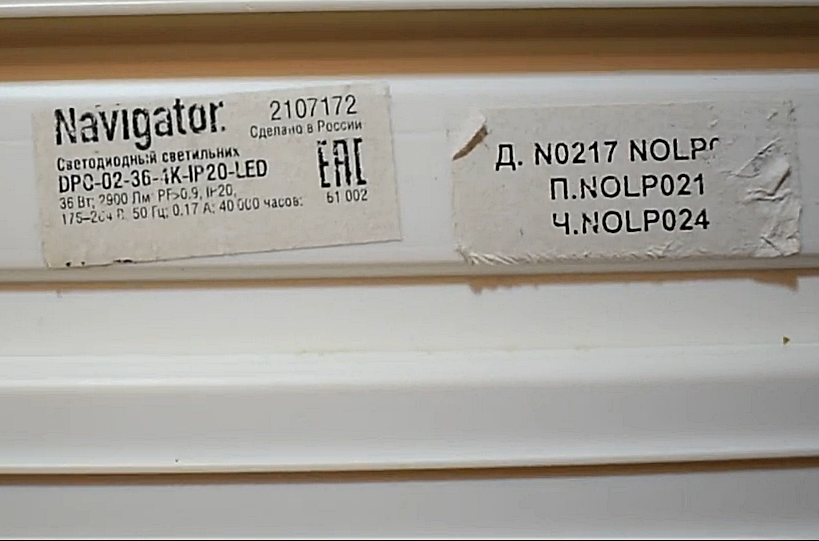 Navigator. 2107172
Сделано в России
Светодиодный светильник
DPO-02-36-4K-IP20-LED
EAC
36 Вт; 2900 Лм; PF>0.9, IP20,
50 Гц; 0.17 А; 40 000 часов:
61 002
Д. N0217
П.NOLP021
Ч.NOLP024